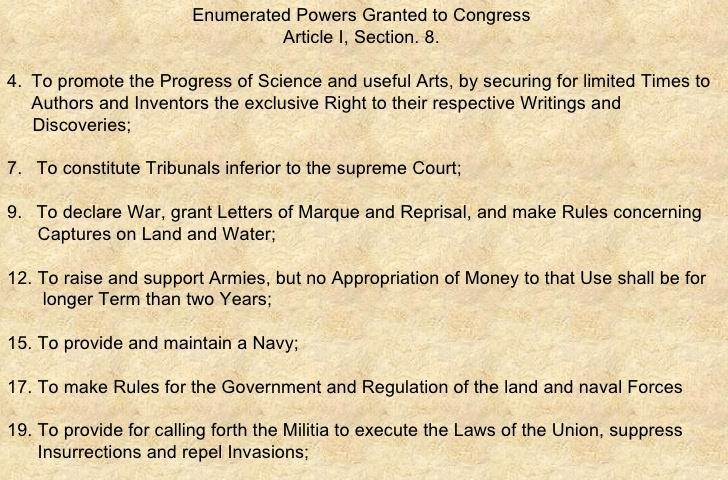 Enumerated Powers Granted to Congress
Article I, Section. 8.
4. To promote the Progress of Science and useful Arts, by securing for limited Times to
Authors and Inventors the exclusive Right to their respective Writings and
Discoveries;
7. To constitute Tribunals inferior to the supreme Court;
9. To declare War, grant Letters of Marque and Reprisal, and make Rules concerning
Captures on Land and Water;
12. To raise and support Armies, but no Appropriation of Money to that Use shall be for
longer Term than two Years;
15. To provide and maintain a Navy;
17. To make Rules for the Government and Regulation of the land and naval Forces
19. To provide for calling forth the Militia to execute the Laws of the Union, suppress
Insurrections and repel Invasions;